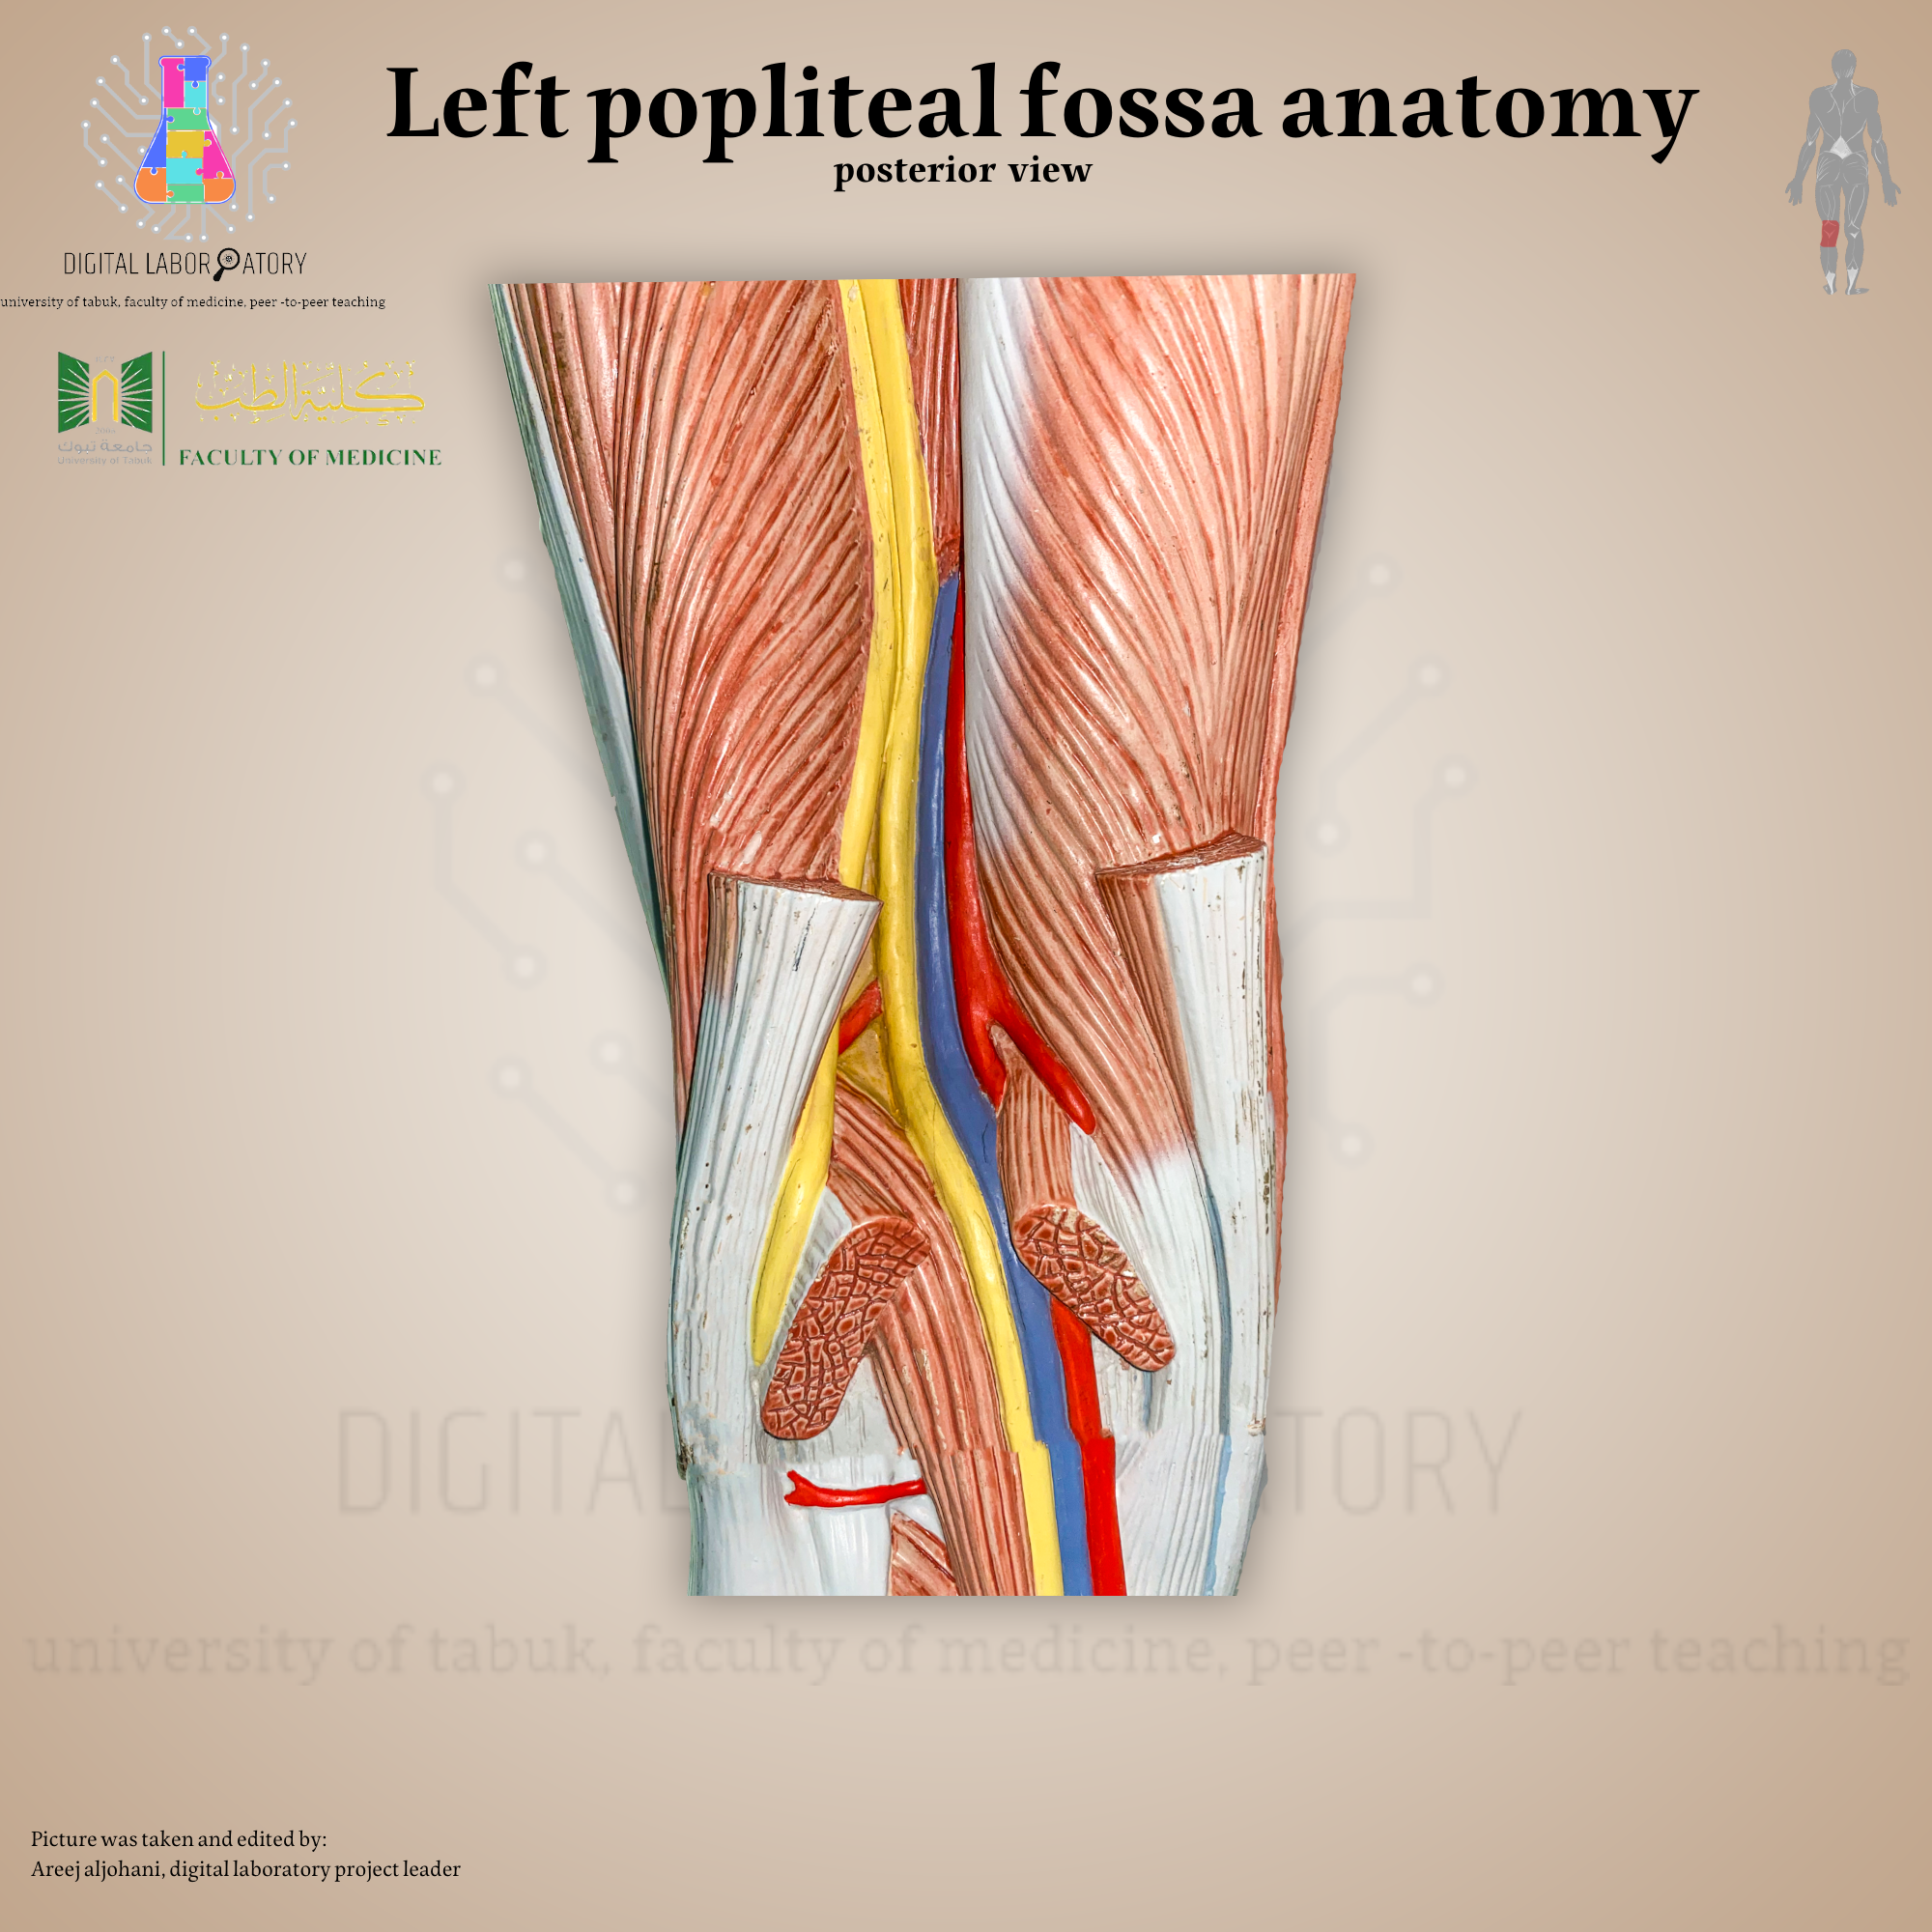 Left popliteal fossa anatomy
posterior view
DIGITAL LABORATORY
university of tabuk, faculty of medicine, peer -to-peer teaching
كلية الطب
جامعة تبوك
University of Tabuk
FACULTY OF MEDICINE
DIGITAL LABORATORY
university of tabuk, faculty of medicine, peer -to-peer teaching
Picture was taken and edited by:
Areej aljohani, digital laboratory project leader